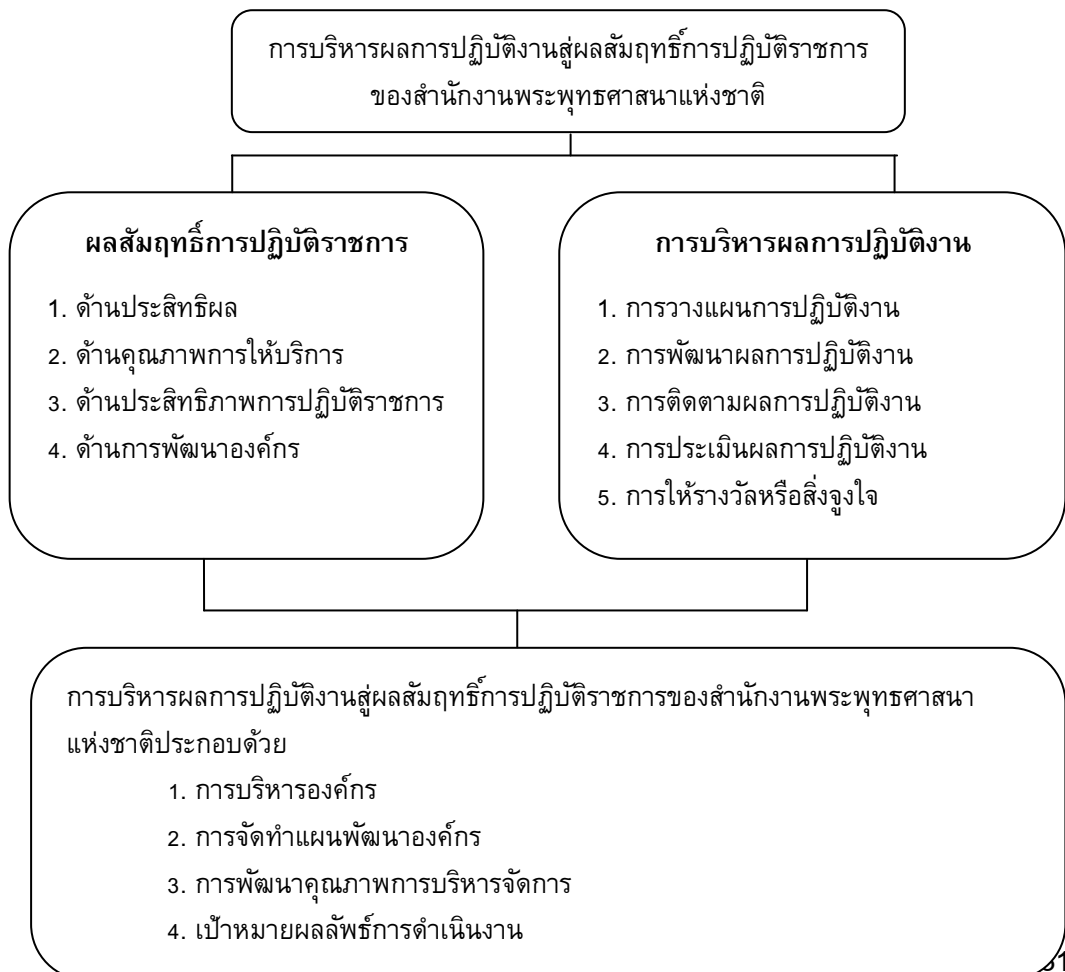 การบริหารผลการปฏิบัติงานสู่ผลสัมฤทธิ์การปฏิบัติราชการ
ของสำนักงานพระพุทธศาสนาแห่งชาติ
ผลสัมฤทธิ์การปฏิบัติราชการ
1. ด้านประสิทธิผล
2. ด้านคุณภาพการให้บริการ
3. ด้านประสิทธิภาพการปฏิบัติราชการ
4. ด้านการพัฒนาองค์กร
การบริหารผลการปฏิบัติงาน
1. การวางแผนการปฏิบัติงาน
2. การพัฒนาผลการปฏิบัติงาน
3. การติดตามผลการปฏิบัติงาน
4. การประเมินผลการปฏิบัติงาน
5. การให้รางวัลหรือสิ่งจูงใจ
การบริหารผลการปฏิบัติงานสู่ผลสัมฤทธิ์การปฏิบัติราชการของสำนักงานพระพุทธศาสนา
แห่งชาติประกอบด้วย
1. การบริหารองค์กร
2. การจัดทำแผนพัฒนาองค์กร
3. การพัฒนาคุณภาพการบริหารจัดการ
4. เป้าหมายผลลัพธ์การดำเนินงาน